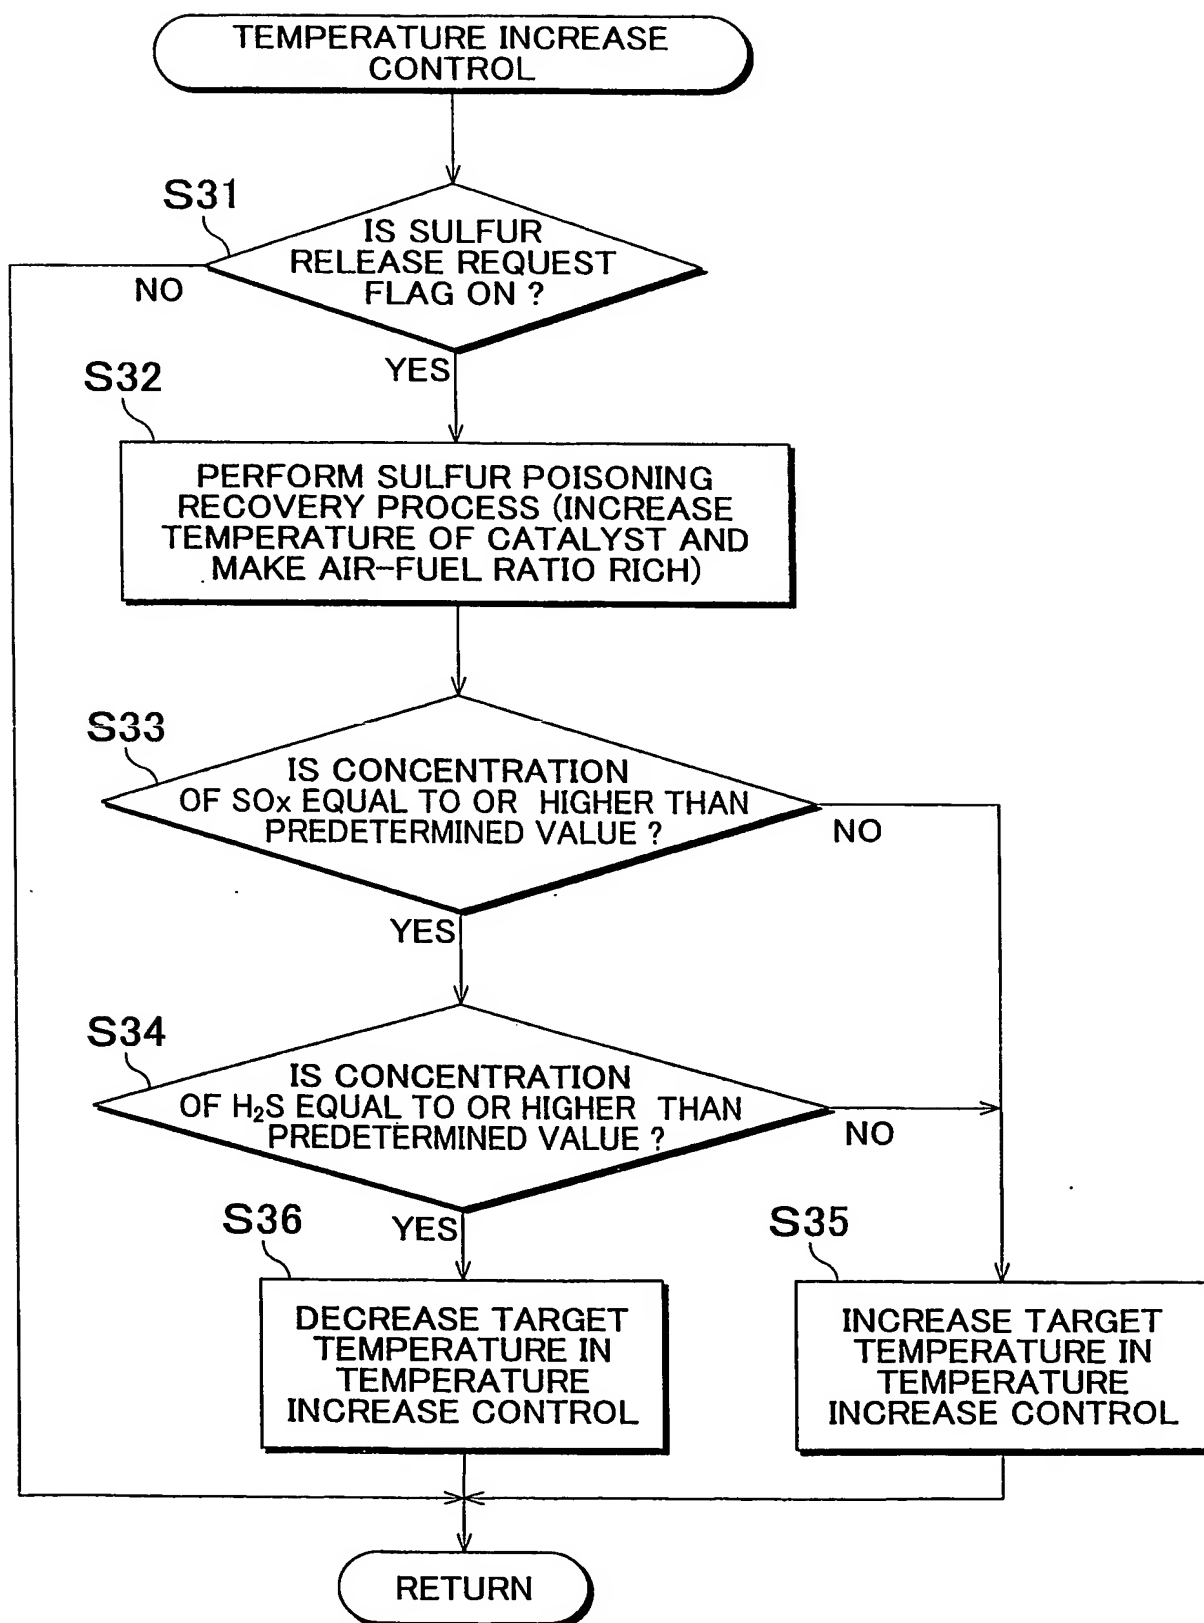 TEMPERATURE INCREASE
CONTROL
S31
IS SULFUR
RELEASE REQUEST
FLAG ON ?
NO
YES
S32
PERFORM SULFUR POISONING
RECOVERY PROCESS (INCREASE
TEMPERATURE OF CATALYST AND
MAKE AIR-FUEL RATIO RICH)
S33
IS CONCENTRATION
OF SOx EQUAL TO OR HIGHER THAN
PREDETERMINED VALUE ?
NO
YES
S34
IS CONCENTRATION
OF H₂S EQUAL TO OR HIGHER THAN
PREDETERMINED VALUE ?
NO
YES
S36
DECREASE TARGET
TEMPERATURE IN
TEMPERATURE
INCREASE CONTROL
S35
INCREASE TARGET
TEMPERATURE IN
TEMPERATURE
INCREASE CONTROL
RETURN